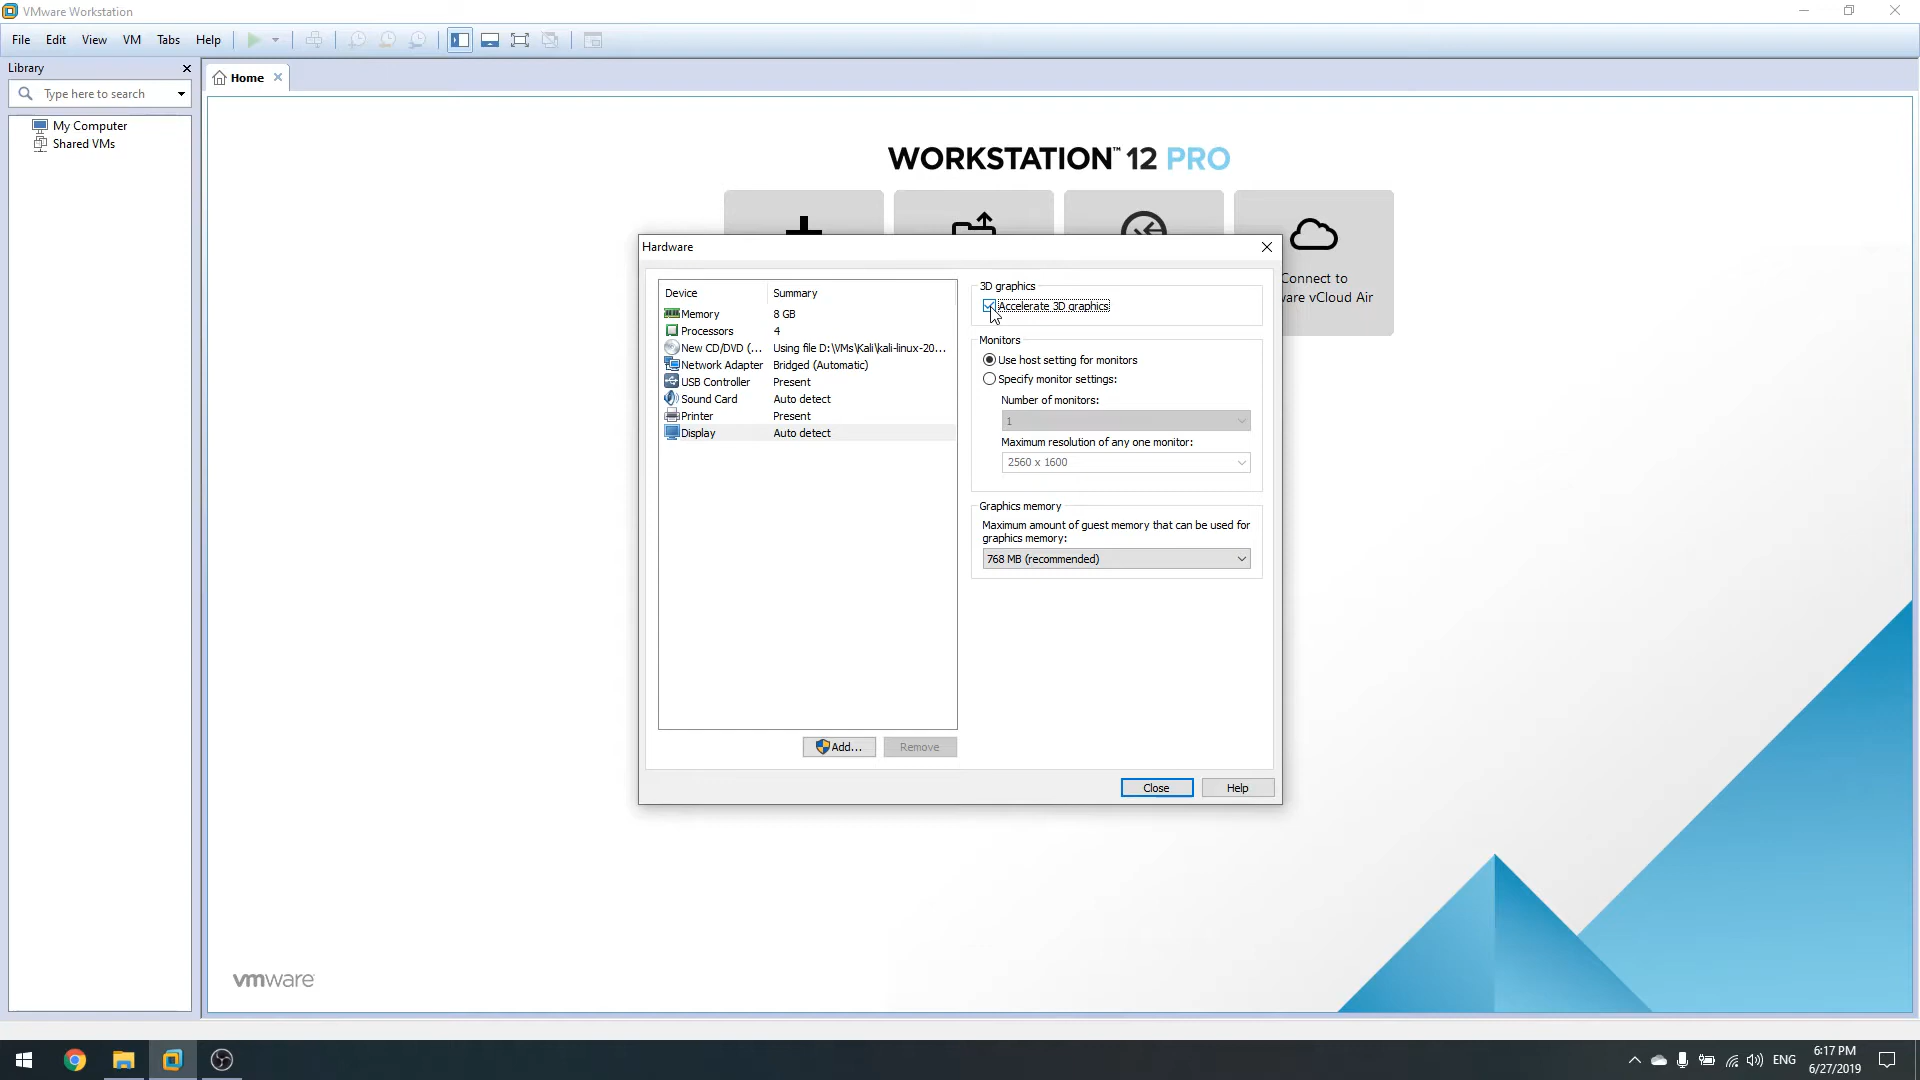 VMware Workstation
File Edit View VM Tabs Help
Library
Home
Type here to search
My Computer
Shared VMs
WORKSTATION™ 12 PRO
Connect to
ware vCloud Air
Hardware
Device Summary
Memory 8 GB
Processors 4
New CD/DVD (... Using file D:\VMs\Kali\kali-linux-20...
Network Adapter Bridged (Automatic)
USB Controller Present
Sound Card Auto detect
Printer Present
Display Auto detect
Add... Remove
3D graphics
Accelerate 3D graphics
Monitors
Use host setting for monitors
Specify monitor settings:
Number of monitors:
1
Maximum resolution of any one monitor:
2560 x 1600
Graphics memory
Maximum amount of guest memory that can be used for
graphics memory:
768 MB (recommended)
Close Help
vmware
ENG
6:17 PM
6/27/2019